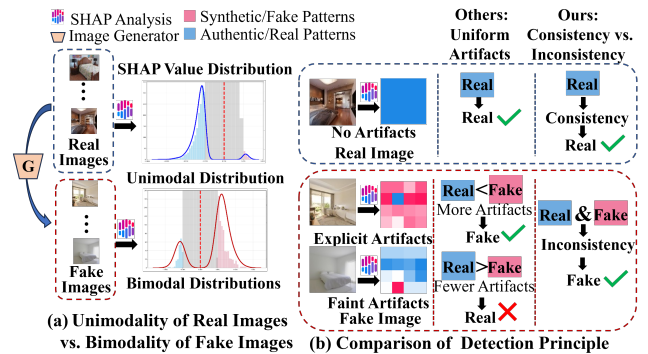 SHAP Analysis
Synthetic/Fake Patterns
Image Generator
Authentic/Real Patterns
SHAP Value Distribution
Real
Images
G
Unimodal Distribution
Fake
Images
Bimodal Distributions
(a) Unimodality of Real Images
vs. Bimodality of Fake Images
Others:
Uniform
Artifacts
Ours:
Consistency vs.
Inconsistency
No Artifacts
Real Image
Real
Real
Real
Consistency
Real
Explicit Artifacts
Faint Artifacts
Fake Image
Real<Fake
More Artifacts
Fake
Real>Fake
Fewer Artifacts
Real
Real & Fake
Inconsistency
Fake
(b) Comparison of Detection Principle